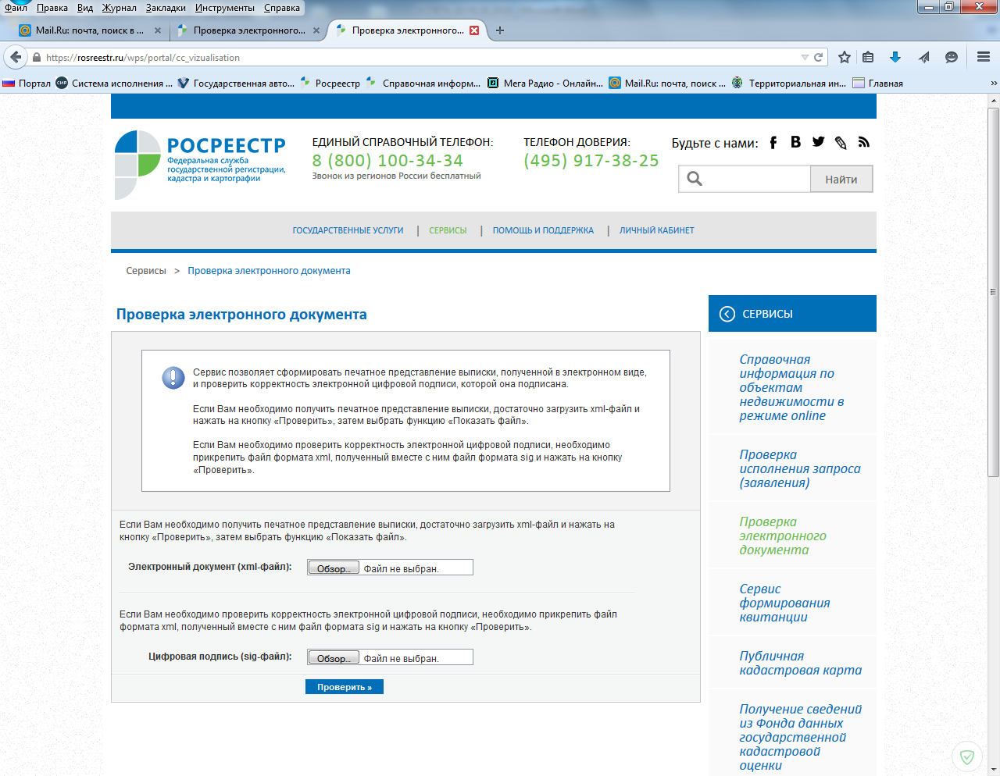 Файл Правка Вид Журнал Закладки Инструменты Справка
Mail.Ru: почта, поиск в ...
Проверка электронного...
Проверка электронного...
https://rosreestr.ru/wps/portal/cc_vizualisation
Портал
СИР
Система исполнения ...
Государственная авто...
Росреестр
Справочная информ...
Мега Радио - Онлайн...
Mail.Ru: почта, поиск ...
Территориальная ин...
Главная
РОСРЕЕСТР
Федеральная служба
государственной регистрации,
кадастра и картографии
ЕДИНЫЙ СПРАВОЧНЫЙ ТЕЛЕФОН:
8 (800) 100-34-34
Звонок из регионов России бесплатный
ТЕЛЕФОН ДОВЕРИЯ:
(495) 917-38-25
Будьте с нами:
Найти
ГОСУДАРСТВЕННЫЕ УСЛУГИ | СЕРВИСЫ | ПОМОЩЬ И ПОДДЕРЖКА | ЛИЧНЫЙ КАБИНЕТ
Сервисы > Проверка электронного документа
Проверка электронного документа
Сервис позволяет сформировать печатное представление выписки, полученной в электронном виде,
и проверить корректность электронной цифровой подписи, которой она подписана.
Если Вам необходимо получить печатное представление выписки, достаточно загрузить xml-файл и
нажать на кнопку «Проверить», затем выбрать функцию «Показать файл».
Если Вам необходимо проверить корректность электронной цифровой подписи, необходимо
прикрепить файл формата xml, полученный вместе с ним файл формата sig и нажать на кнопку
«Проверить».
Если Вам необходимо получить печатное представление выписки, достаточно загрузить xml-файл и нажать на
кнопку «Проверить», затем выбрать функцию «Показать файл».
Электронный документ (xml-файл): Обзор... Файл не выбран.
Если Вам необходимо проверить корректность электронной цифровой подписи, необходимо прикрепить файл
формата xml, полученный вместе с ним файл формата sig и нажать на кнопку «Проверить».
Цифровая подпись (sig-файл): Обзор... Файл не выбран.
Проверить »
СЕРВИСЫ
Справочная
информация по
объектам
недвижимости в
режиме online
Проверка
исполнения запроса
(заявления)
Проверка
электронного
документа
Сервис
формирования
квитанции
Публичная
кадастровая карта
Получение сведений
из Фонда данных
государственной
кадастровой
оценки